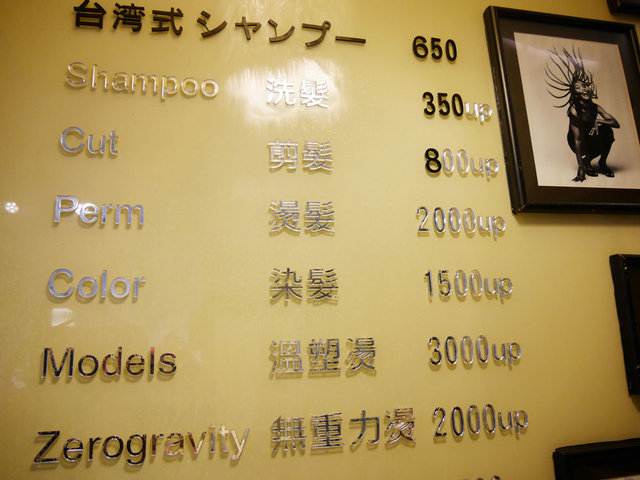 台湾式 シャンプー 650
Shampoo 洗髮 350up
Cut 剪髮 800up
Perm 燙髮 2000up
Color 染髮 1500up
Models 溫塑燙 3000up
Zerogravity 無重力燙 2000up